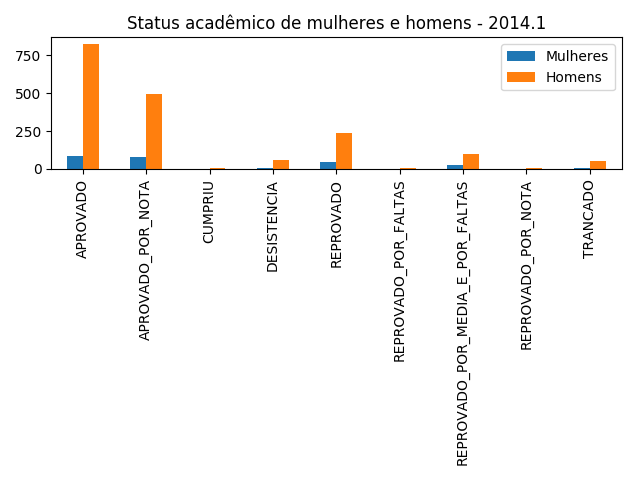 Status acadêmico de mulheres e homens - 2014.1
Mulheres
Homens
750
500
250
0
APROVADO
APROVADO_POR_NOTA
CUMPRIU
DESISTENCIA
REPROVADO
REPROVADO_POR_FALTAS
REPROVADO_POR_MEDIA_E_POR_FALTAS
REPROVADO_POR_NOTA
TRANCADO